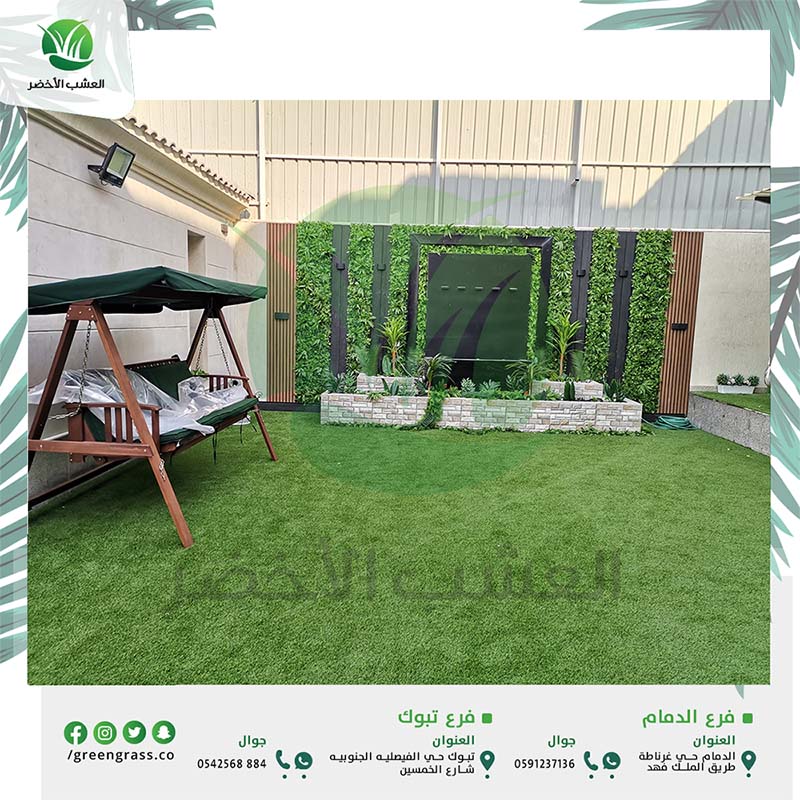 العشب الأخضر
العشب الأخضر
فرع الدمام
العنوان
الدمام حي غرناطة
طريق الملك فهد
جوال
0591237136
فرع تبوك
العنوان
تبوك حي الفيصليه الجنوبيه
شارع الخمسين
جوال
0542568 884
/greengrass.co